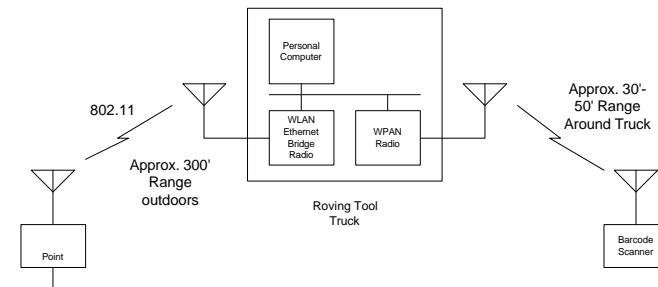 Personal
Computer
802.11
WLAN
Ethernet
Bridge
Radio
WPAN
Radio
Approx. 30'-
50' Range
Around Truck
Approx. 300'
Range
outdoors
Roving Tool
Truck
Point
Barcode
Scanner